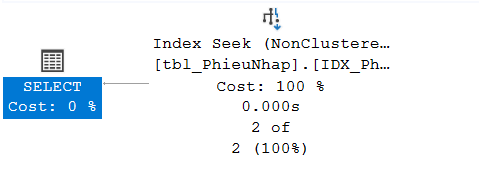 Index Seek (NonClustere…
[tbl_PhieuNhap].[IDX_Ph…
Cost: 100 %
0.000s
2 of
2 (100%)
SELECT
Cost: 0 %